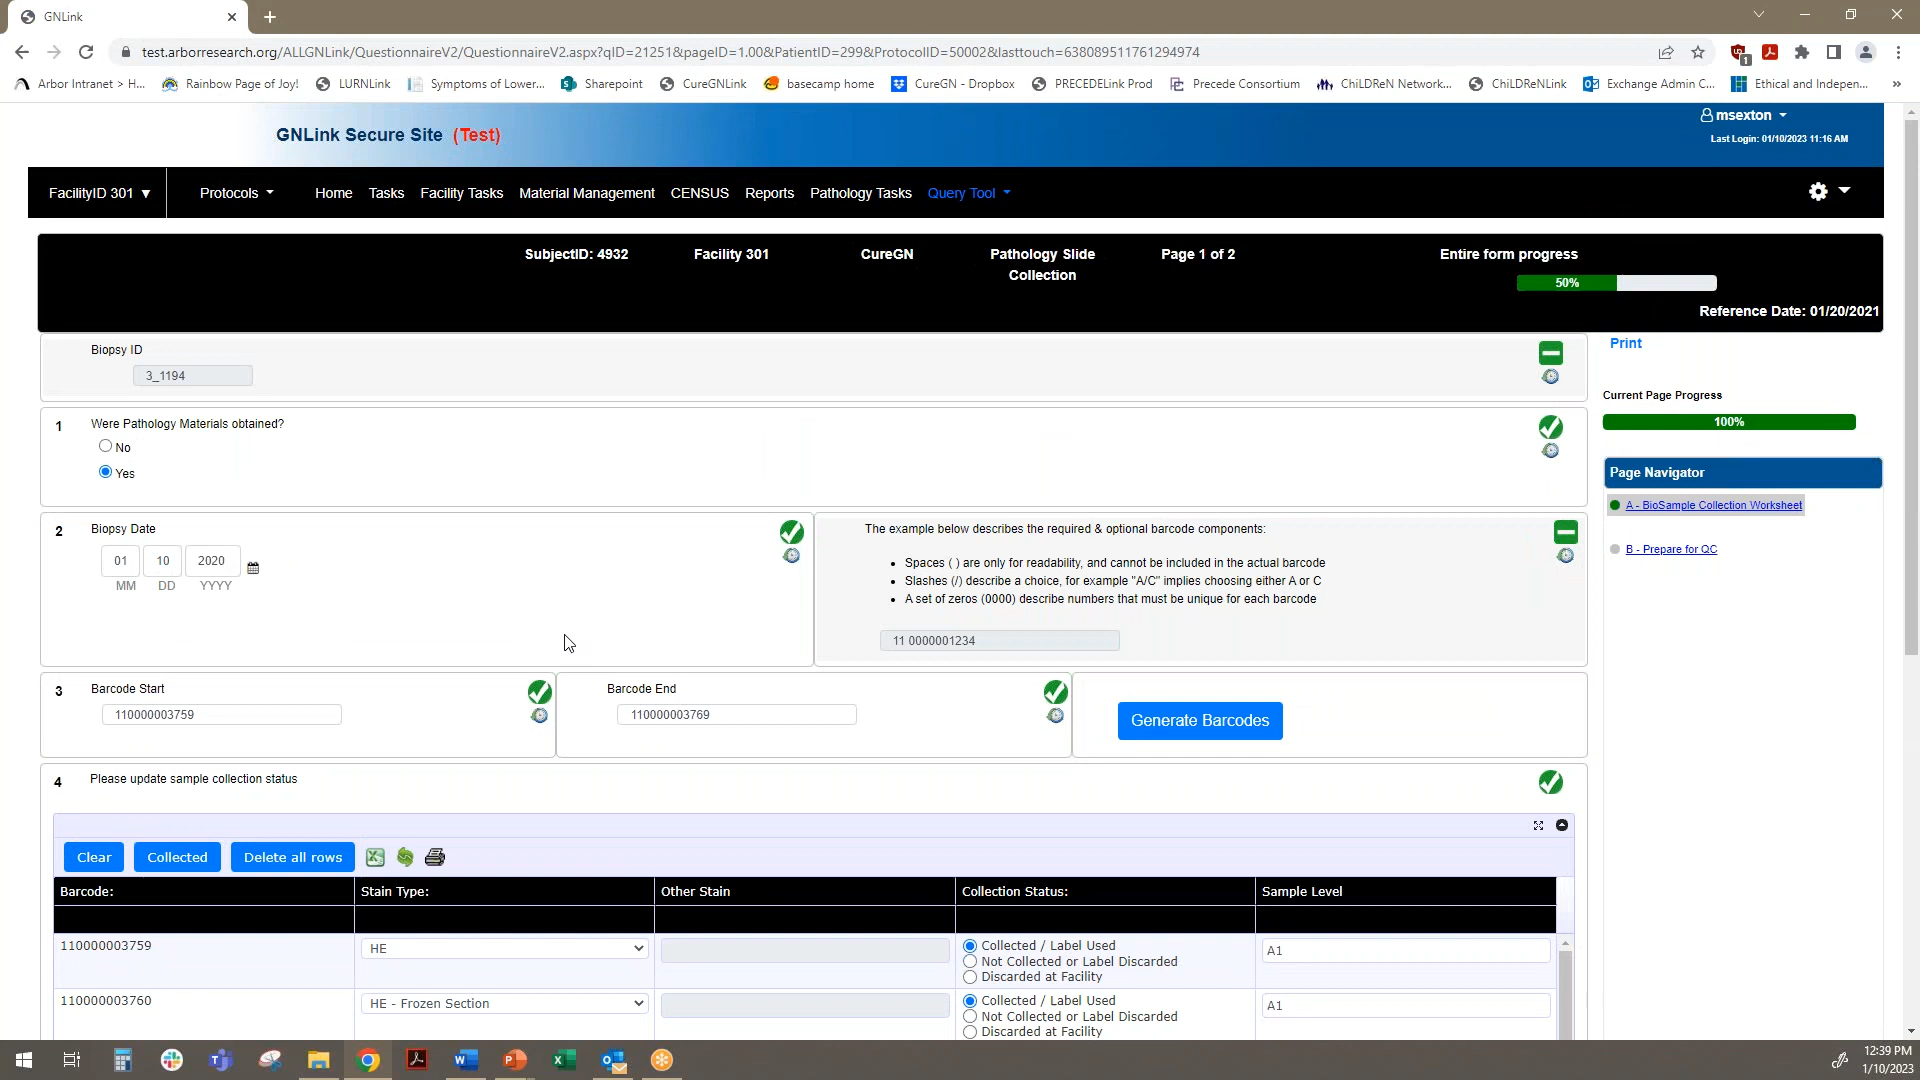 GNLink
test.arborresearch.org/ALLGNLink/QuestionnaireV2/QuestionnaireV2.aspx?qID=21251&pageID=1.00&PatientID=299&ProtocolID=50002&lasttouch=638089511761294974
Arbor Intranet > H... Rainbow Page of Joy! LURNLink Symptoms of Lower... Sharepoint CureGNLink basecamp home CureGN - Dropbox PRECEDELink Prod Precede Consortium ChiLDReN Network... ChiLDReNLink Exchange Admin C... Ethical and Indepen... »
GNLink Secure Site (Test)
msexton
Last Login: 01/10/2023 11:16 AM
FacilityID 301 ▼ Protocols Home Tasks Facility Tasks Material Management CENSUS Reports Pathology Tasks Query Tool
SubjectID: 4932 Facility 301 CureGN Pathology Slide Collection Page 1 of 2 Entire form progress
50%
Reference Date: 01/20/2021
Biopsy ID
3_1194
Print
Current Page Progress
100%
Page Navigator
A - BioSample Collection Worksheet
B - Prepare for QC
1 Were Pathology Materials obtained?
No
Yes
2 Biopsy Date
01 10 2020
MM DD YYYY
The example below describes the required & optional barcode components:
• Spaces ( ) are only for readability, and cannot be included in the actual barcode
• Slashes (/) describe a choice, for example "A/C" implies choosing either A or C
• A set of zeros (0000) describe numbers that must be unique for each barcode
11 0000001234
3 Barcode Start
110000003759
Barcode End
110000003769
Generate Barcodes
4 Please update sample collection status
Clear Collected Delete all rows
Barcode: Stain Type: Other Stain Collection Status: Sample Level
110000003759 HE Collected / Label Used A1
Not Collected or Label Discarded
Discarded at Facility
110000003760 HE - Frozen Section Collected / Label Used A1
Not Collected or Label Discarded
Discarded at Facility
12:39 PM
1/10/2023